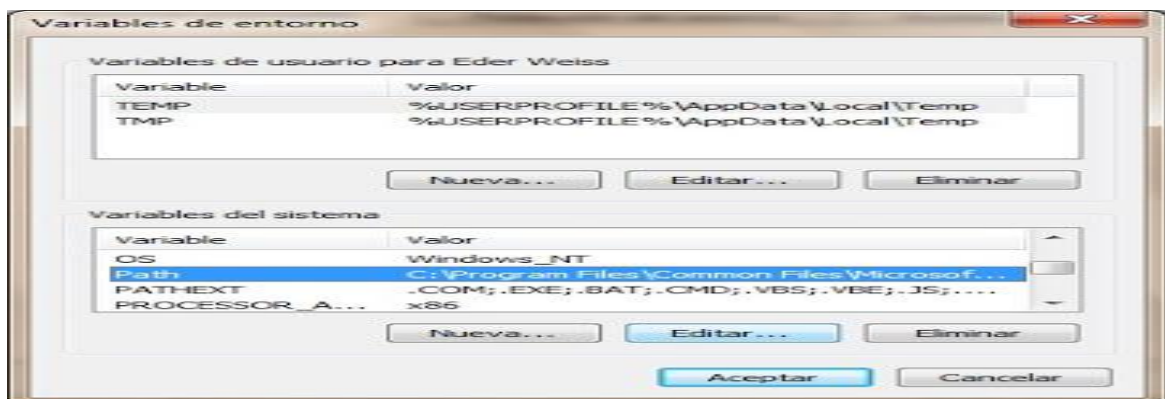 Variables de entorno
Variables de usuario para Eder Weiss
Variable Valor
TEMP %USERPROFILE%\AppData\Local\Temp
TMP %USERPROFILE%\AppData\Local\Temp
Nueva... Editar... Eliminar
Variables del sistema
Variable Valor
OS Windows_NT
Path C:\Program Files\Common Files\Microsof...
PATHEXT .COM;.EXE;.BAT;.CMD;.VBS;.VBE;.JS;....
PROCESSOR_A... x86
Nueva... Editar... Eliminar
Aceptar Cancelar